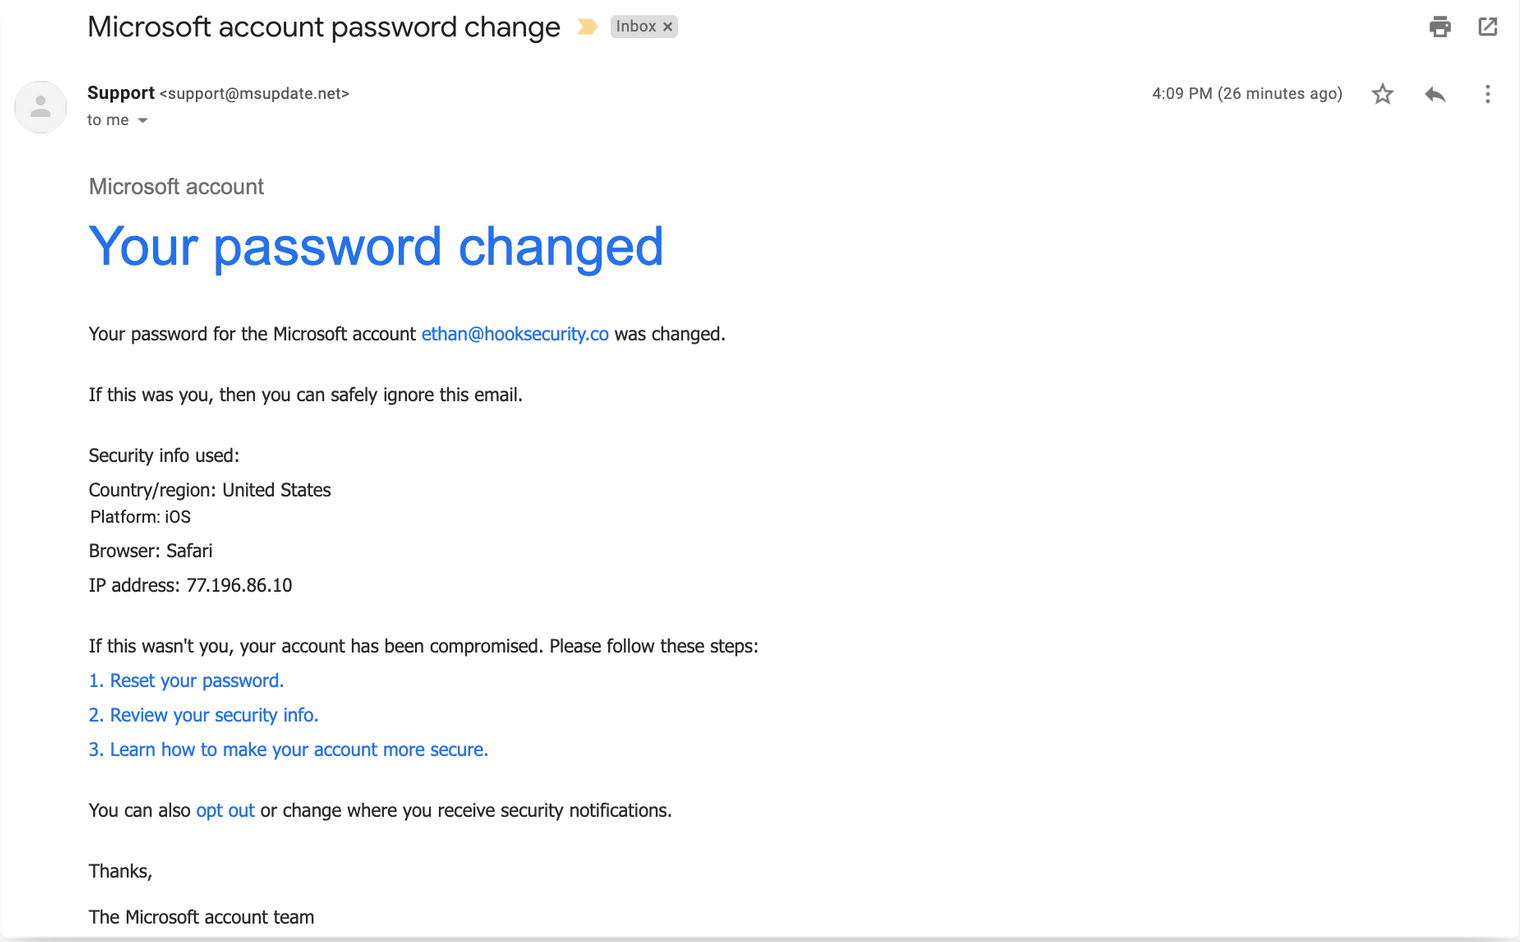 Microsoft account password change Inbox ×
Support <support@msupdate.net> 4:09 PM (26 minutes ago)
to me
Microsoft account
Your password changed
Your password for the Microsoft account ethan@hooksecurity.co was changed.
If this was you, then you can safely ignore this email.
Security info used:
Country/region: United States
Platform: iOS
Browser: Safari
IP address: 77.196.86.10
If this wasn't you, your account has been compromised. Please follow these steps:
1. Reset your password.
2. Review your security info.
3. Learn how to make your account more secure.
You can also opt out or change where you receive security notifications.
Thanks,
The Microsoft account team